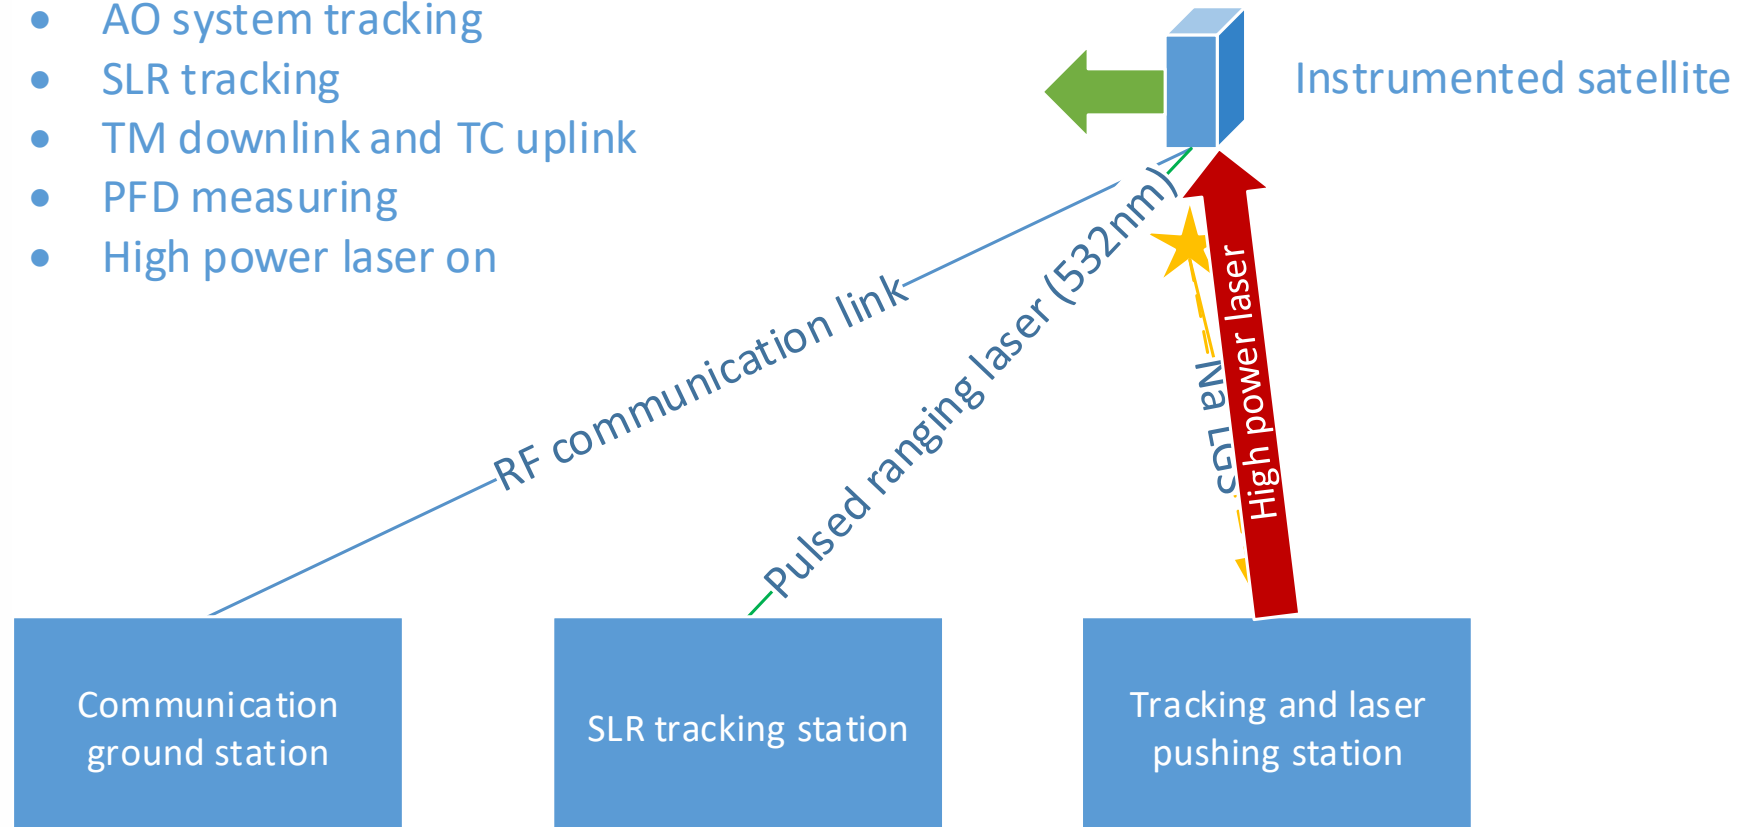 AO system tracking
SLR tracking
TM downlink and TC uplink
PFD measuring
High power laser on
Instrumented satellite
RF communication link
Pulsed ranging laser (532nm)
Na LGS
High power laser
Communication
ground station
SLR tracking station
Tracking and laser
pushing station